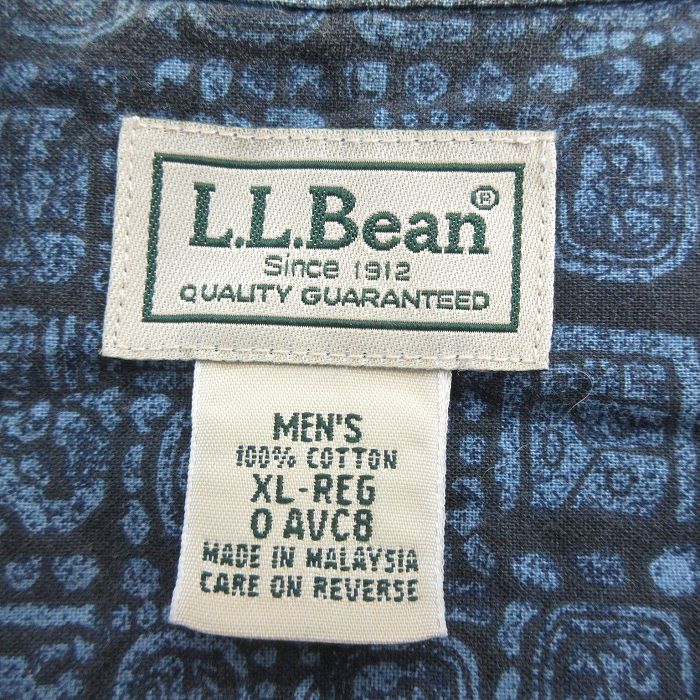 L.L.Bean®
Since 1912
QUALITY GUARANTEED
MEN'S
100% COTTON
XL-REG
0 AVC8
MADE IN MALAYSIA
CARE ON REVERSE